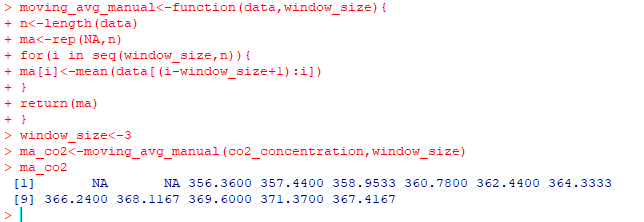 > moving_avg_manual<-function(data,window_size){
+ n<-length(data)
+ ma<-rep(NA,n)
+ for(i in seq(window_size,n)){
+ ma[i]<-mean(data[(i-window_size+1):i])
+ }
+ return(ma)
+ }
> window_size<-3
> ma_co2<-moving_avg_manual(co2_concentration,window_size)
> ma_co2
[1] NA NA 356.3600 357.4400 358.9533 360.7800 362.4400 364.3333
[9] 366.2400 368.1167 369.6000 371.3700 367.4167
>